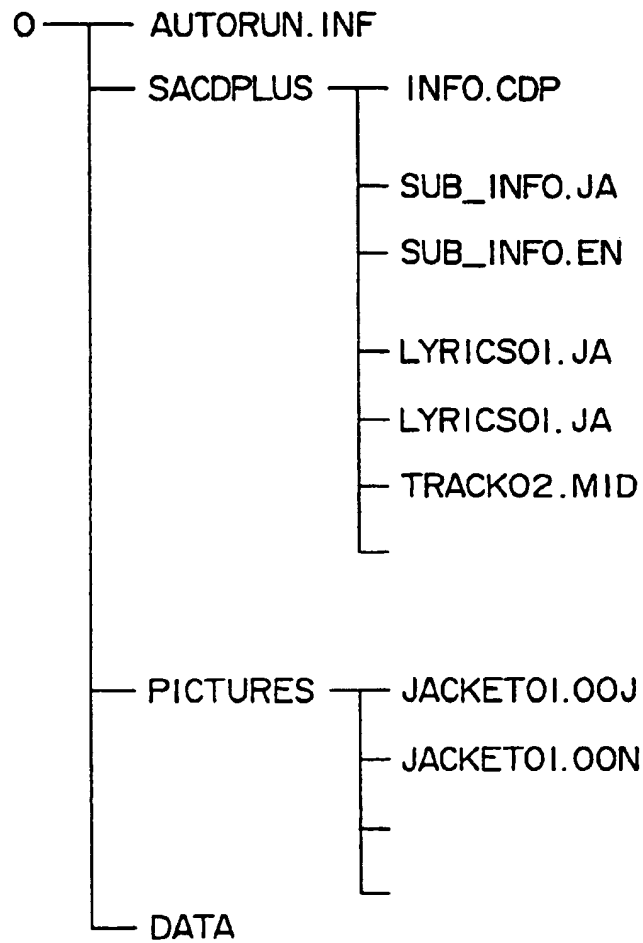 O AUTORUN.INF
SACDPLUS INFO.CDP
SUB_INFO.JA
SUB_INFO.EN
LYRICS01.JA
LYRICS01.JA
TRACK02.MID
PICTURES JACKET01.00J
JACKET01.00N
DATA